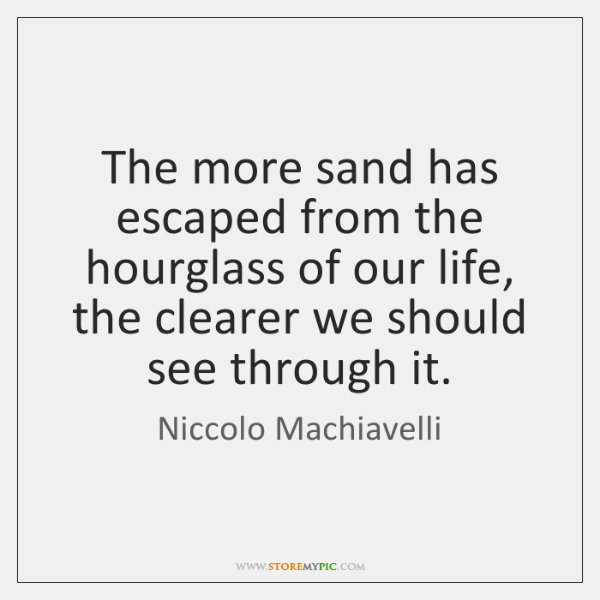 The more sand has
escaped from the
hourglass of our life,
the clearer we should
see through it.
Niccolo Machiavelli
WWW.STOREMYPIC.COM